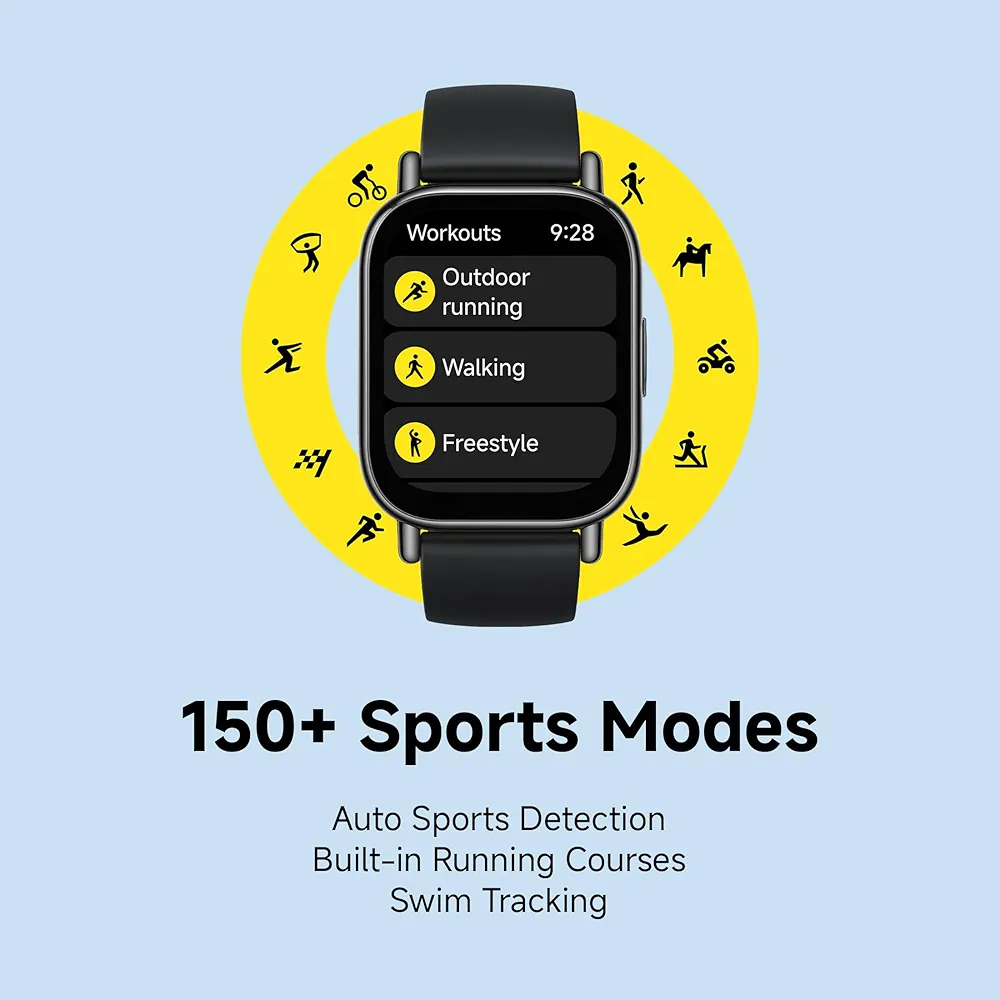 Workouts 9:28
Outdoor
running
Walking
Freestyle
150+ Sports Modes
Auto Sports Detection
Built-in Running Courses
Swim Tracking